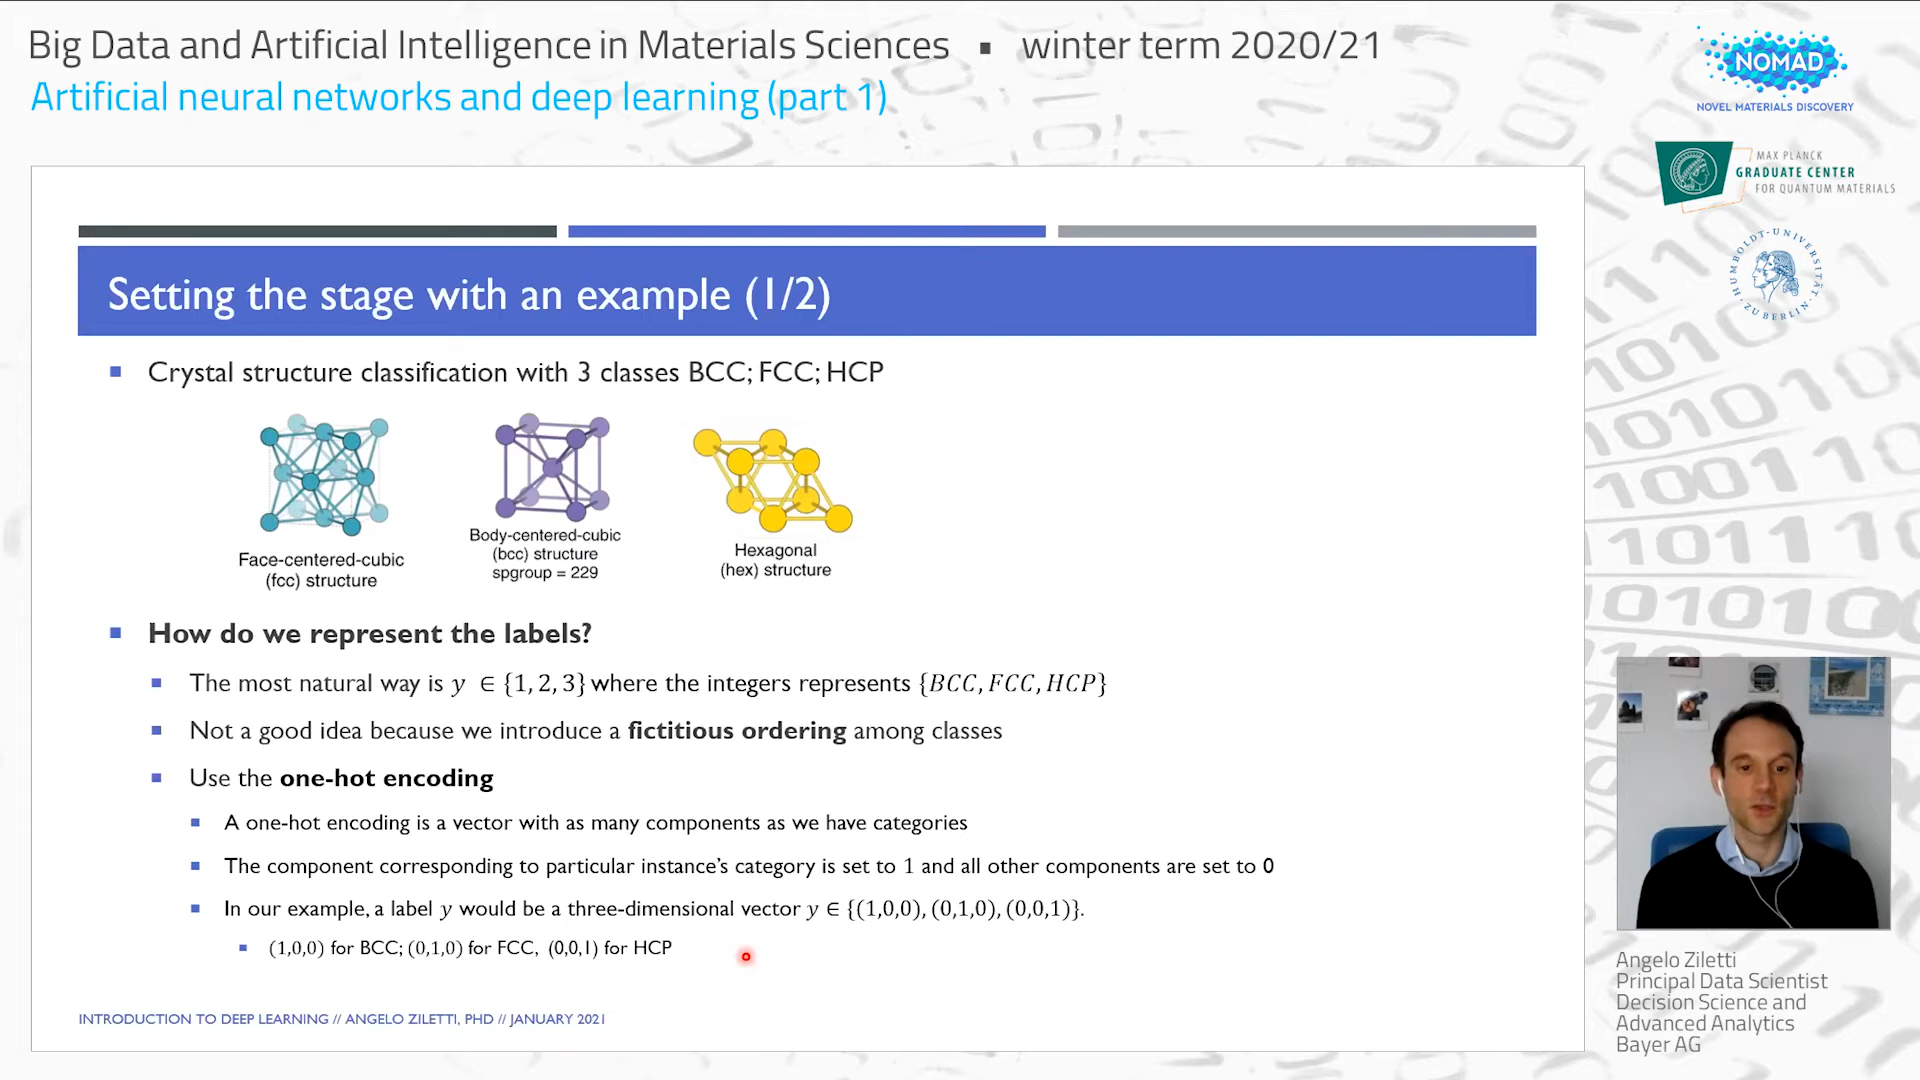 Big Data and Artificial Intelligence in Materials Sciences ▪ winter term 2020/21
Artificial neural networks and deep learning (part 1)
NOMAD
NOVEL MATERIALS DISCOVERY
MAX PLANCK
GRADUATE CENTER
FOR QUANTUM MATERIALS
HUMBOLDT-UNIVERSITÄT ZU BERLIN
Setting the stage with an example (1/2)
Crystal structure classification with 3 classes BCC; FCC; HCP
Face-centered-cubic
(fcc) structure
Body-centered-cubic
(bcc) structure
spgroup = 229
Hexagonal
(hex) structure
How do we represent the labels?
The most natural way is y ∈ {1, 2, 3} where the integers represents {BCC, FCC, HCP}
Not a good idea because we introduce a fictitious ordering among classes
Use the one-hot encoding
A one-hot encoding is a vector with as many components as we have categories
The component corresponding to particular instance's category is set to 1 and all other components are set to 0
In our example, a label y would be a three-dimensional vector y ∈ {(1,0,0), (0,1,0), (0,0,1)}.
(1,0,0) for BCC; (0,1,0) for FCC, (0,0,1) for HCP
INTRODUCTION TO DEEP LEARNING // ANGELO ZILETTI, PHD // JANUARY 2021
Angelo Ziletti
Principal Data Scientist
Decision Science and
Advanced Analytics
Bayer AG